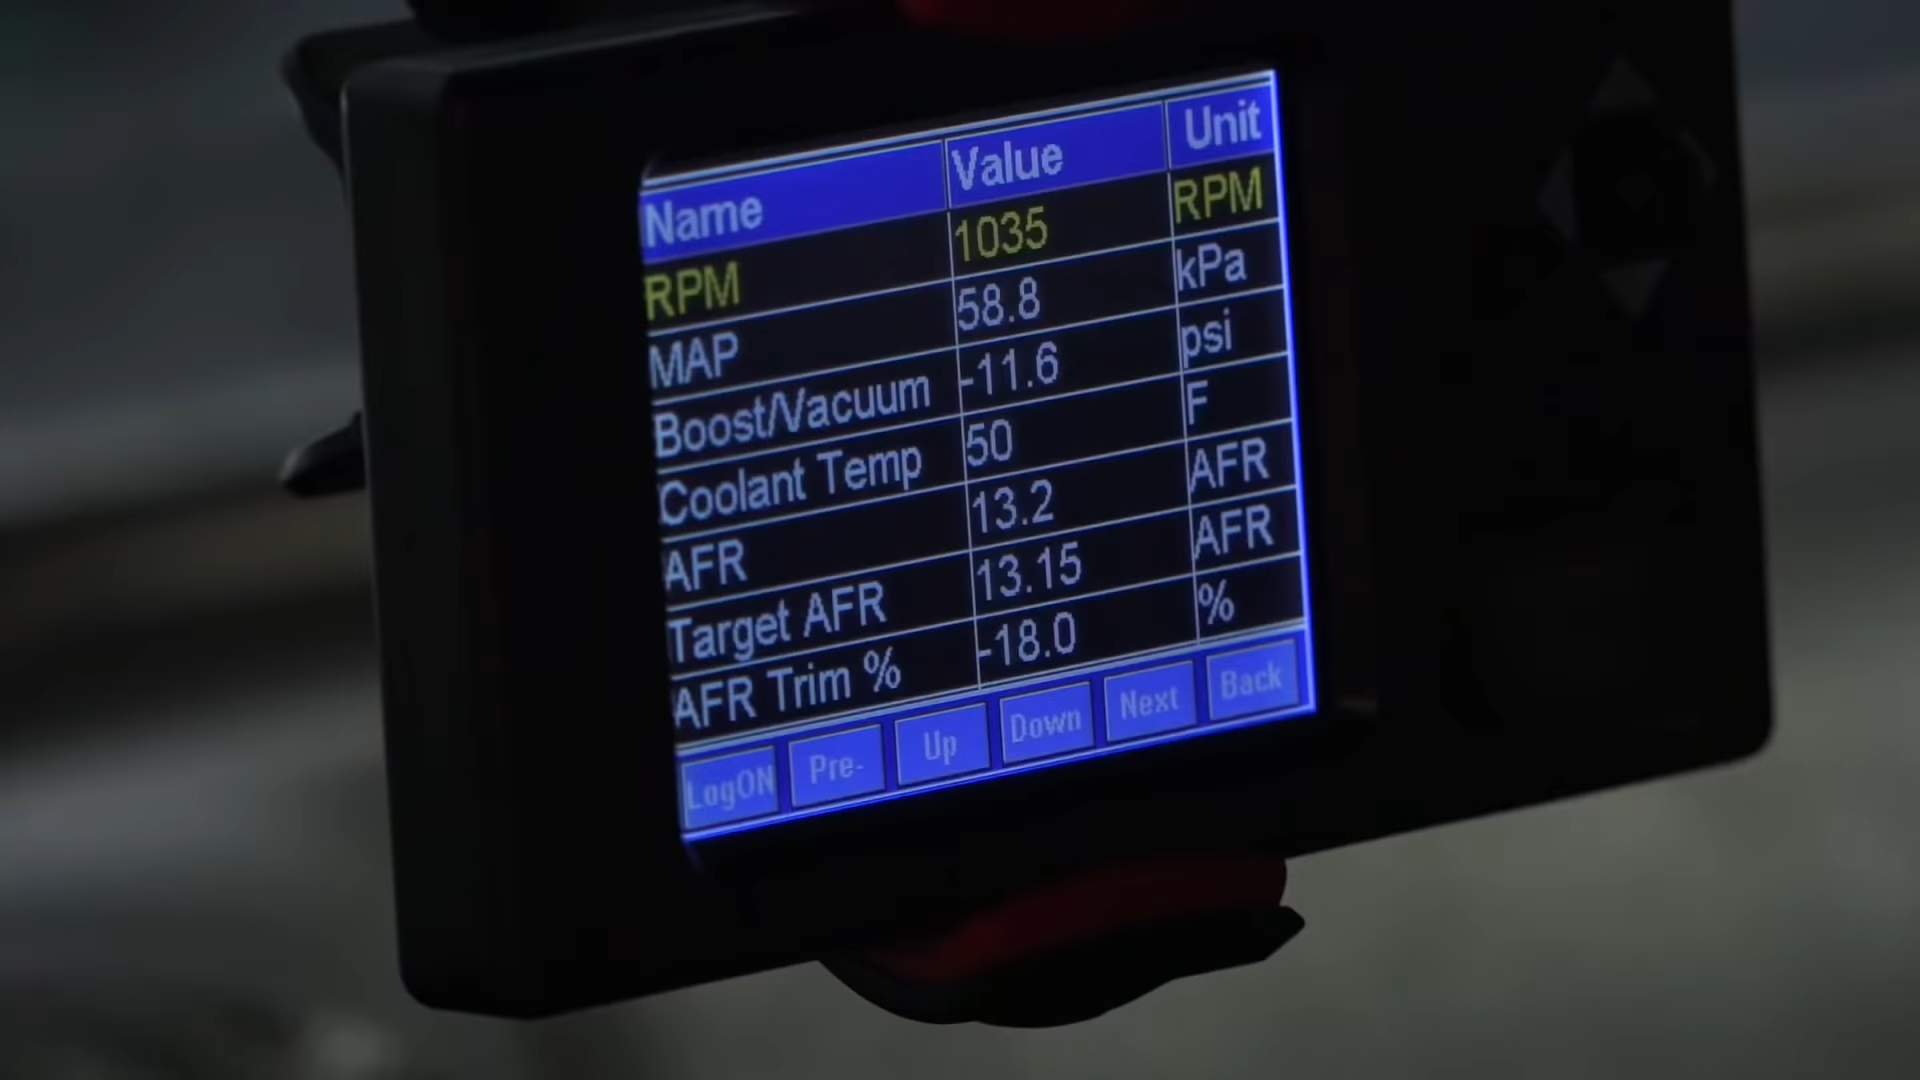 Name Value Unit
RPM 1035 RPM
MAP 58.8 kPa
Boost/Vacuum -11.6 psi
Coolant Temp 50 F
AFR 13.2 AFR
Target AFR 13.15 AFR
AFR Trim % -18.0 %
LogON Pre- Up Down Next Back